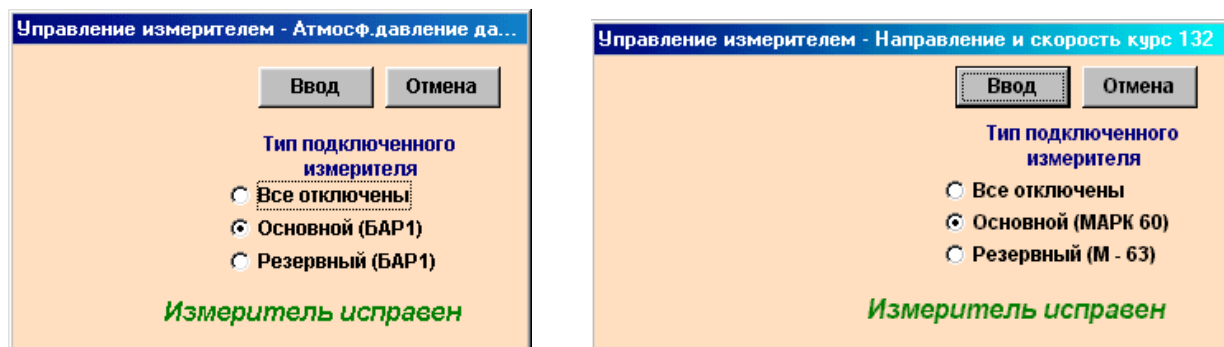 Управление измерителем - Атмосф.давление да...
Ввод Отмена
Тип подключенного
измерителя
Все отключены
Основной (БАР1)
Резервный (БАР1)
Измеритель исправен
Управление измерителем - Направление и скорость курс 132
Ввод Отмена
Тип подключенного
измерителя
Все отключены
Основной (МАРК 60)
Резервный (М - 63)
Измеритель исправен